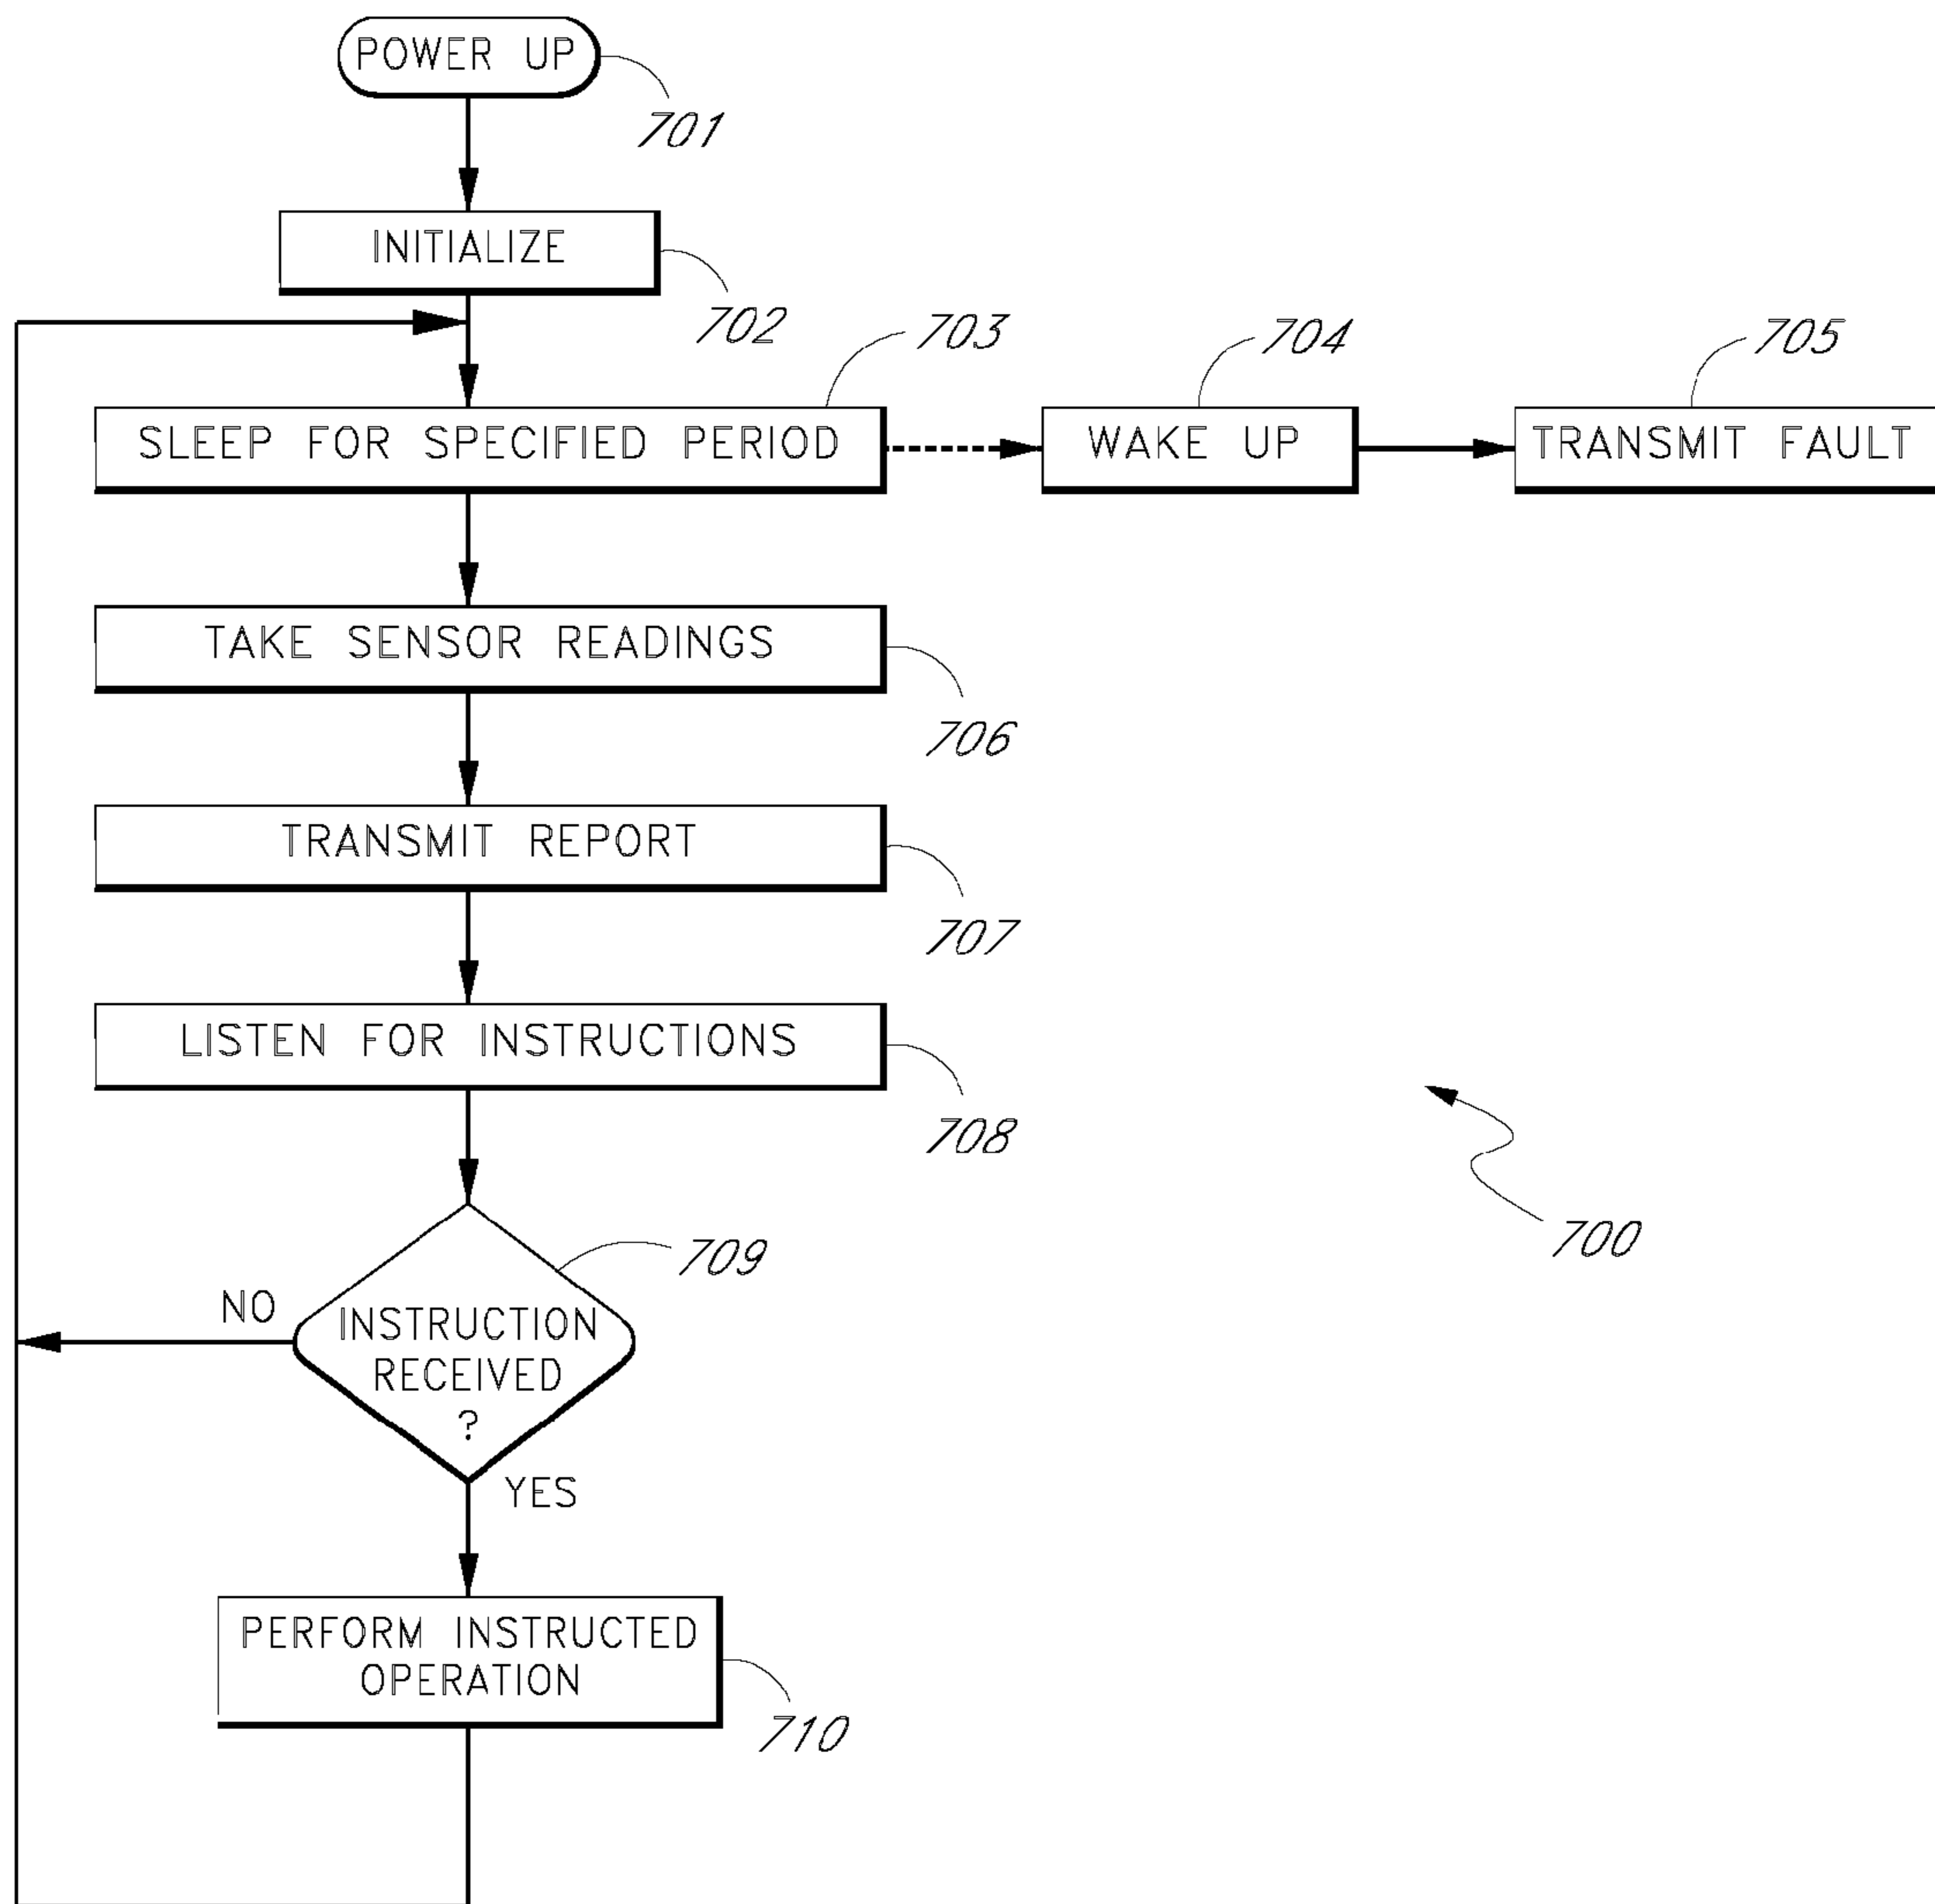 POWER UP
701
INITIALIZE
702
703
704
705
SLEEP FOR SPECIFIED PERIOD
WAKE UP
TRANSMIT FAULT
TAKE SENSOR READINGS
706
TRANSMIT REPORT
707
LISTEN FOR INSTRUCTIONS
708
709
700
NO
INSTRUCTION
RECEIVED
?
YES
PERFORM INSTRUCTED
OPERATION
710